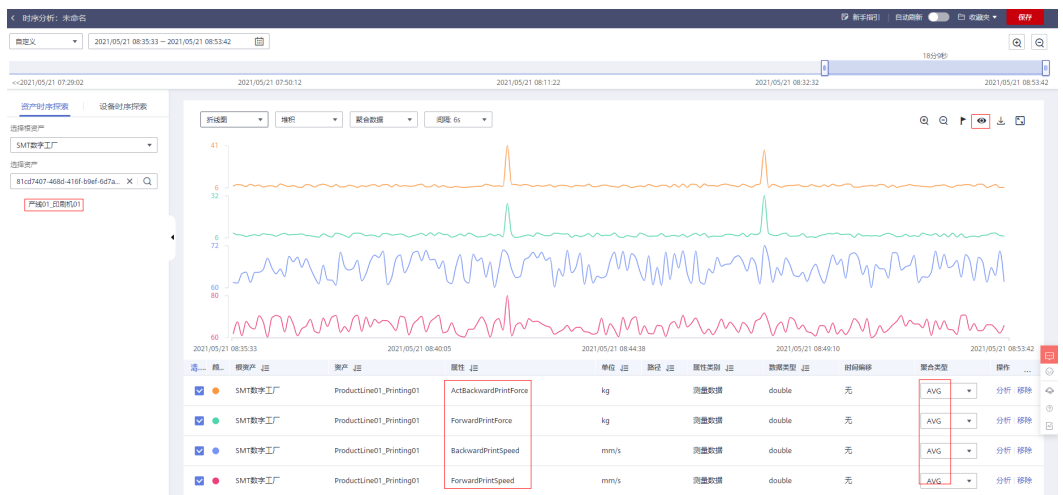 时序分析：未命名
新手指引 自动刷新 收藏夹 保存
自定义 2021/05/21 08:35:33 — 2021/05/21 08:53:42
18分9秒
<<2021/05/21 07:29:02 2021/05/21 07:50:12 2021/05/21 08:11:22 2021/05/21 08:32:32 2021/05/21 08:53:42
资产时序探索 设备时序探索
选择根资产
SMT数字工厂
选择资产
81cd7407-468d-416f-b9ef-6d7a...
产线01_印刷机01
折线图 堆积 聚合数据 间隔: 6s
41
6
32
6
72
60
80
60
2021/05/21 08:35:33 2021/05/21 08:40:05 2021/05/21 08:44:38 2021/05/21 08:49:10 2021/05/21 08:53:42
清... 颜... 根资产 资产 属性 单位 路径 属性类别 数据类型 时间偏移 聚合类型 操作 ...
SMT数字工厂 ProductLine01_Printing01 ActBackwardPrintForce kg 测量数据 double 无 AVG 分析 移除
SMT数字工厂 ProductLine01_Printing01 ForwardPrintForce kg 测量数据 double 无 AVG 分析 移除
SMT数字工厂 ProductLine01_Printing01 BackwardPrintSpeed mm/s 测量数据 double 无 AVG 分析 移除
SMT数字工厂 ProductLine01_Printing01 ForwardPrintSpeed mm/s 测量数据 double 无 AVG 分析 移除